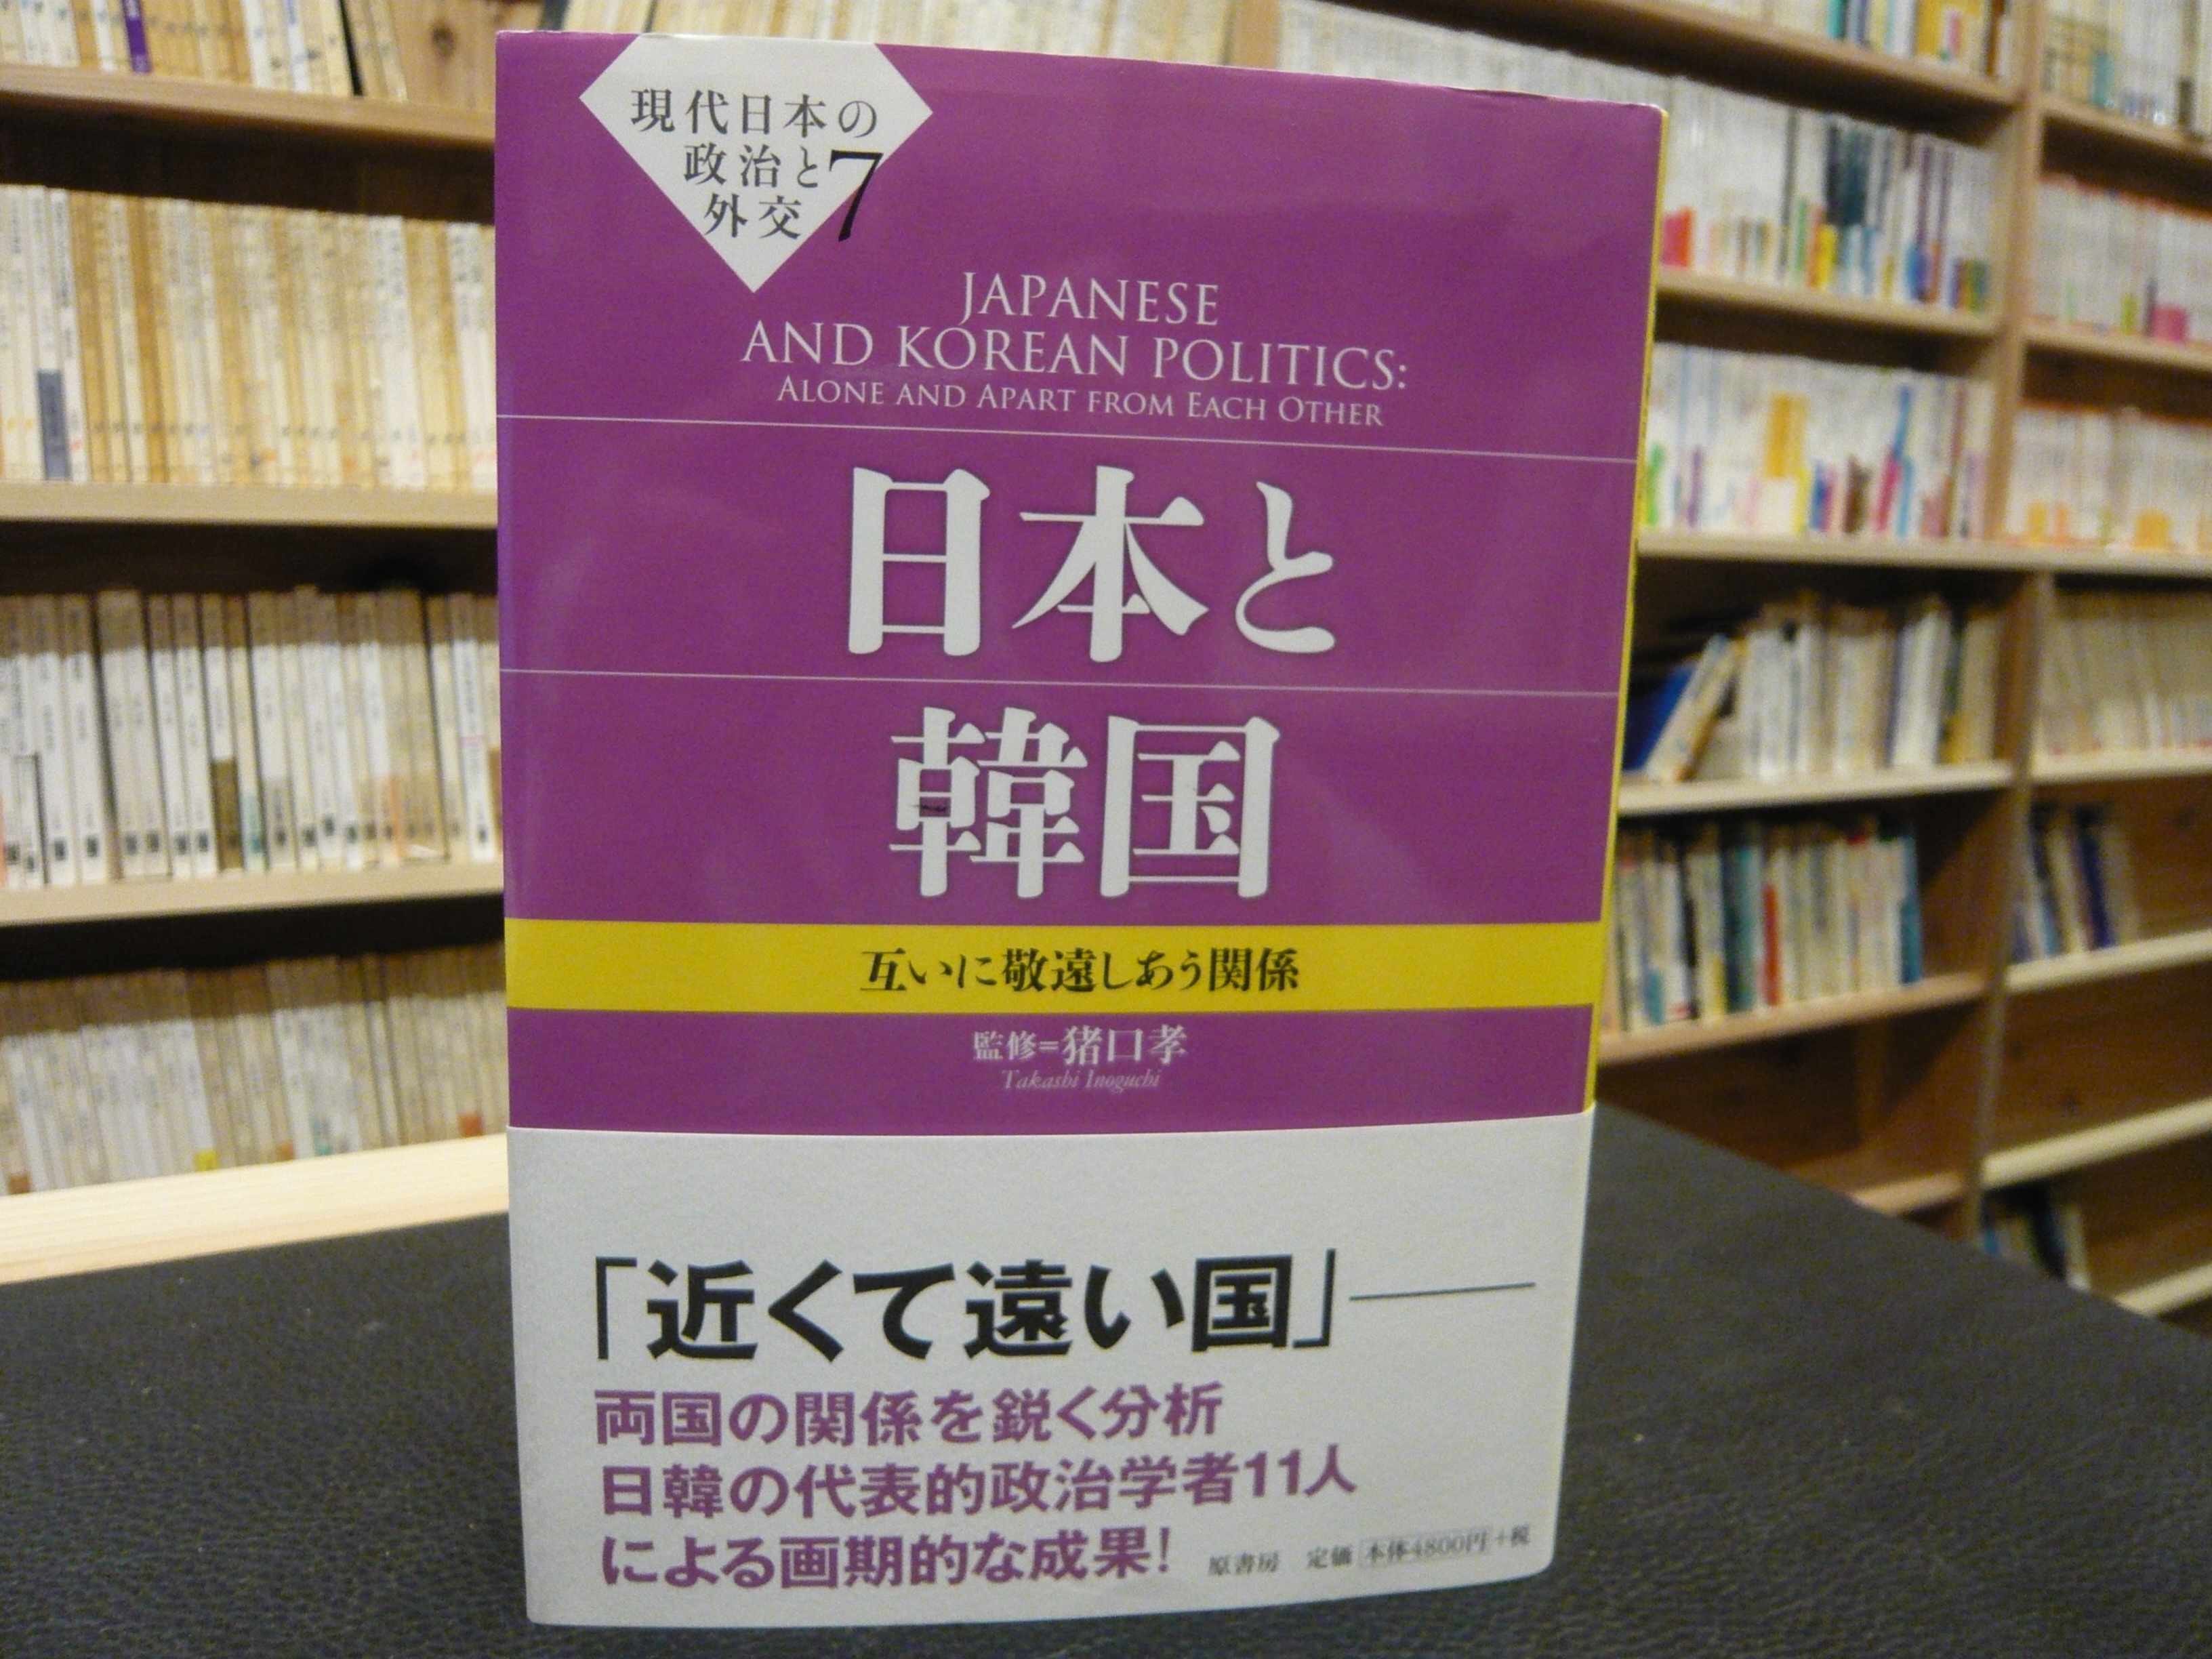 現代日本の
政治と
外交
7
JAPANESE
AND KOREAN POLITICS:
ALONE AND APART FROM EACH OTHER
日本と
韓国
互いに敬遠しあう関係
監修=猪口孝
Takashi Inoguchi
「近くて遠い国」――
両国の関係を鋭く分析
日韓の代表的政治学者11人
による画期的な成果!
原書房 定価 本体4800円+税